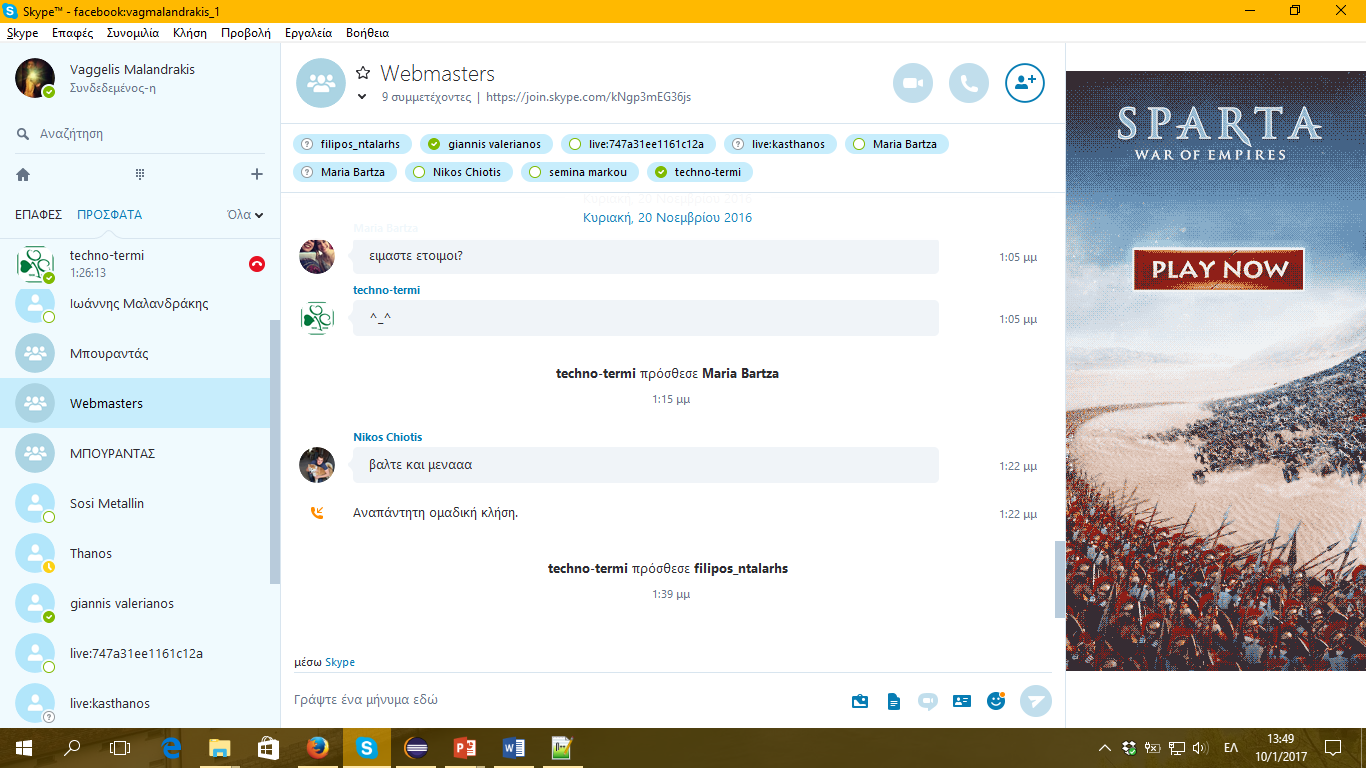 Skype™ - facebook:vagmalandrakis_1
Skype Επαφές Συνομιλία Κλήση Προβολή Εργαλεία Βοήθεια
Vaggelis Malandrakis
Συνδεδεμένος-η
Αναζήτηση
ΕΠΑΦΕΣ ΠΡΟΣΦΑΤΑ Όλα
techno-termi
1:26:13
Ιωάννης Μαλανδράκης
Μπουραντάς
Webmasters
ΜΠΟΥΡΑΝΤΑΣ
Sosi Metallin
Thanos
giannis valerianos
live:747a31ee1161c12a
live:kasthanos
Webmasters
9 συμμετέχοντες | https://join.skype.com/kNgp3mEG36js
filipos_ntalarhs giannis valerianos live:747a31ee1161c12a live:kasthanos Maria Bartza
Maria Bartza Nikos Chiotis semina markou techno-termi
Κυριακή, 20 Νοεμβρίου 2016
Κυριακή, 20 Νοεμβρίου 2016
Maria Bartza
ειμαστε ετοιμοι? 1:05 μμ
techno-termi
^_^ 1:05 μμ
techno-termi πρόσθεσε Maria Bartza
1:15 μμ
Nikos Chiotis
βαλτε και μενααα 1:22 μμ
Αναπάντητη ομαδική κλήση. 1:22 μμ
techno-termi πρόσθεσε filipos_ntalarhs
1:39 μμ
μέσω Skype
Γράψτε ένα μήνυμα εδώ
SPARTA
WAR OF EMPIRES
PLAY NOW
ΕΛ
13:49
10/1/2017